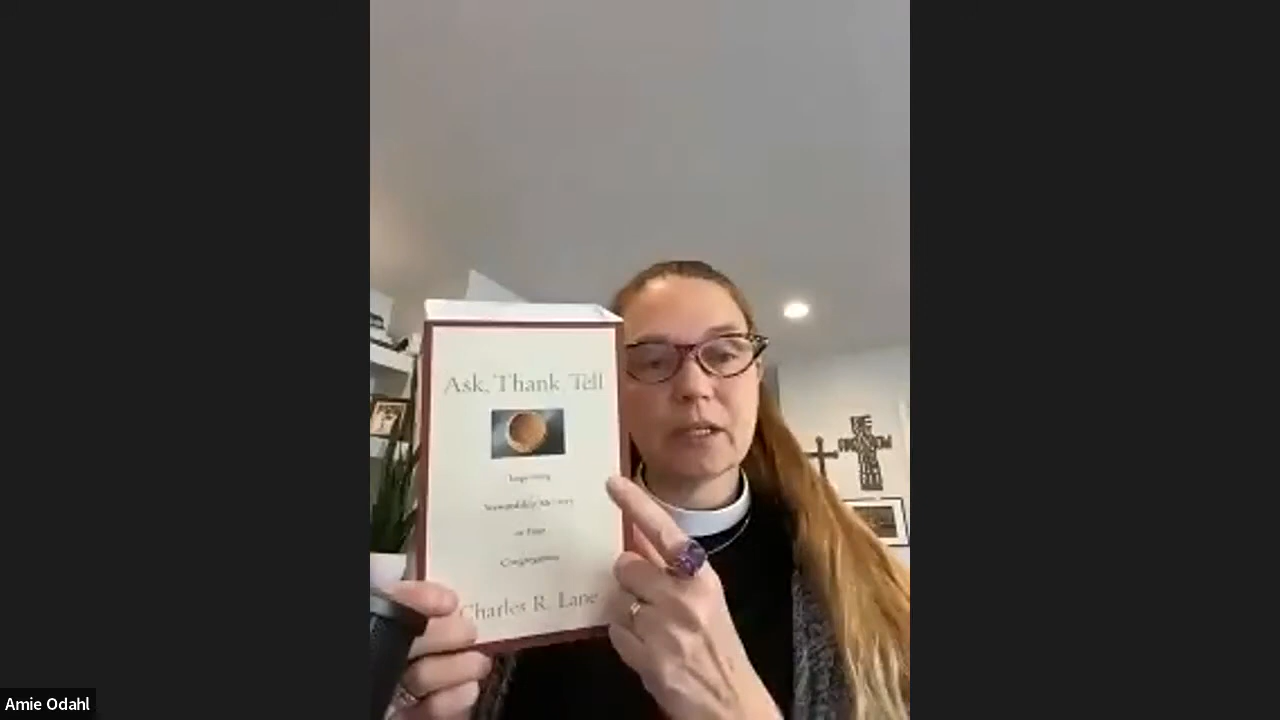 Ask, Thank, Tell
Improving
Stewardship Ministry
in Your
Congregation
Charles R. Lane
Amie Odahl